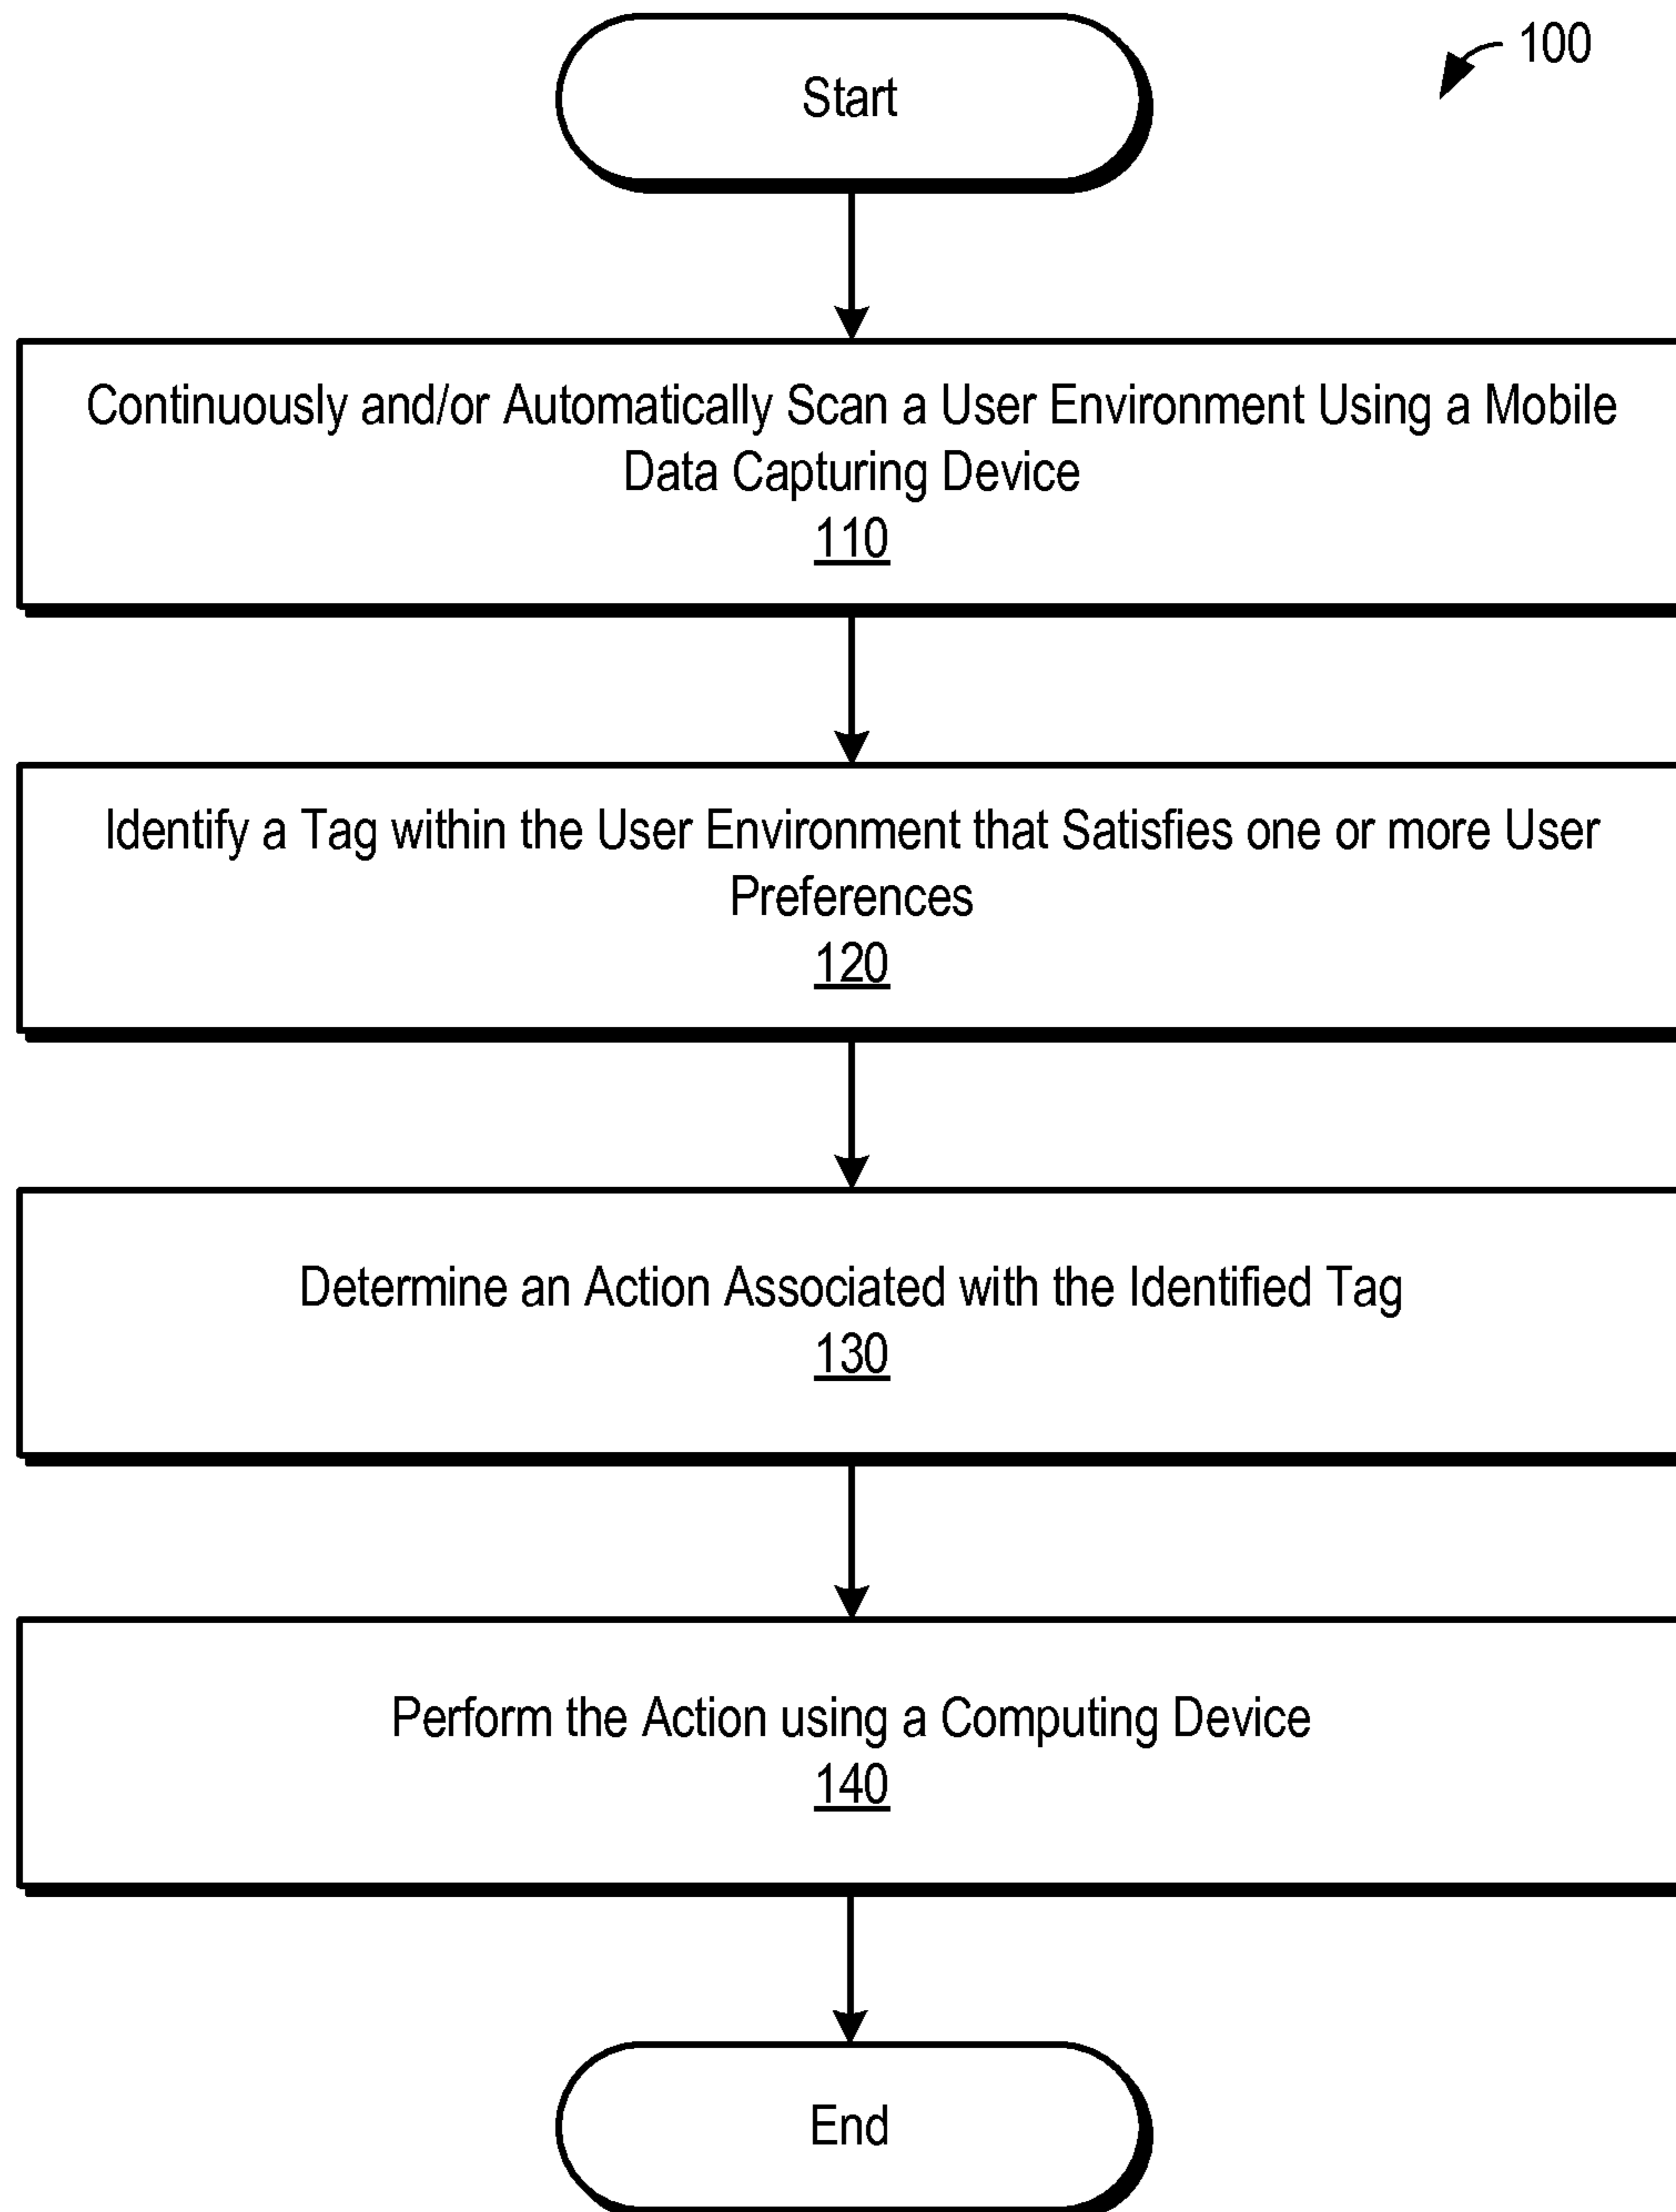 100
Start
Continuously and/or Automatically Scan a User Environment Using a Mobile
Data Capturing Device
110
Identify a Tag within the User Environment that Satisfies one or more User
Preferences
120
Determine an Action Associated with the Identified Tag
130
Perform the Action using a Computing Device
140
End